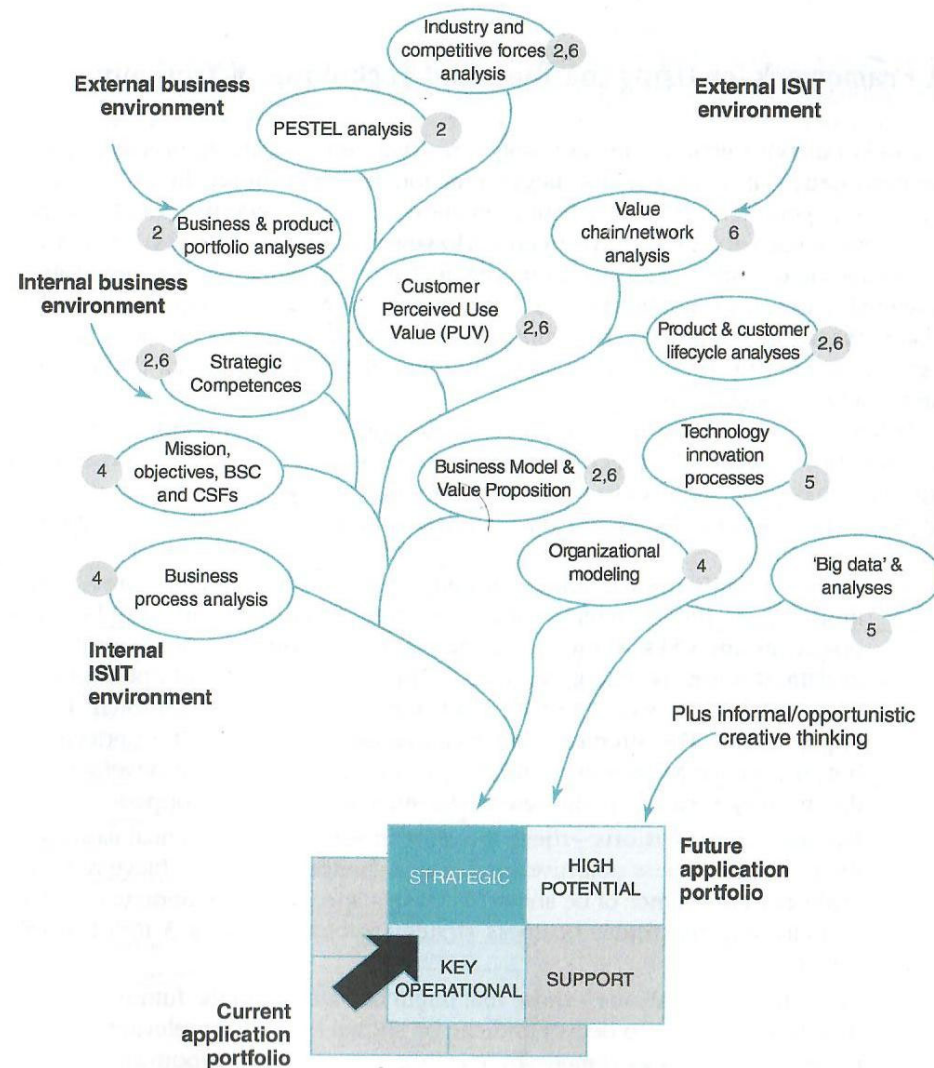 Industry and
competitive forces
analysis
2,6
External business
environment
External IS\IT
environment
PESTEL analysis
2
2
Business & product
portfolio analyses
Value
chain/network
analysis
6
Internal business
environment
Customer
Perceived Use
Value (PUV)
2,6
Product & customer
lifecycle analyses
2,6
2,6
Strategic
Competences
4
Mission,
objectives, BSC
and CSFs
Business Model &
Value Proposition
2,6
Technology
innovation
processes
5
4
Business
process analysis
Organizational
modeling
4
'Big data' &
analyses
5
Internal
IS\IT
environment
Plus informal/opportunistic
creative thinking
STRATEGIC
HIGH
POTENTIAL
Future
application
portfolio
KEY
OPERATIONAL
SUPPORT
Current
application
portfolio